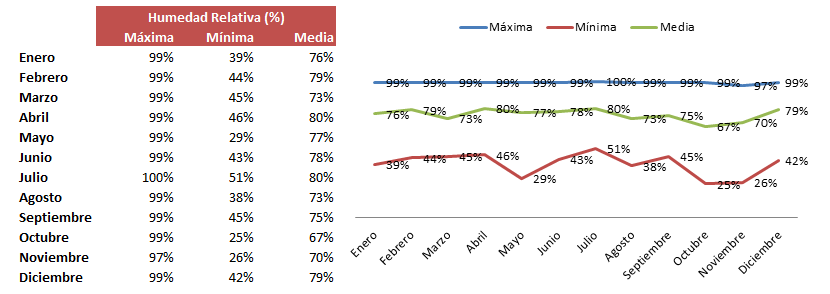 Humedad Relativa (%)
Máxima Mínima Media
Enero 99% 39% 76%
Febrero 99% 44% 79%
Marzo 99% 45% 73%
Abril 99% 46% 80%
Mayo 99% 29% 77%
Junio 99% 43% 78%
Julio 100% 51% 80%
Agosto 99% 38% 73%
Septiembre 99% 45% 75%
Octubre 99% 25% 67%
Noviembre 97% 26% 70%
Diciembre 99% 42% 79%
Máxima Mínima Media
99% 99% 99% 99% 99% 99% 100% 99% 99% 99% 97% 99%
76% 79% 73% 80% 77% 78% 80% 73% 75% 67% 70% 79%
39% 44% 45% 46% 29% 43% 51% 38% 45% 25% 26% 42%
Enero Febrero Marzo Abril Mayo Junio Julio Agosto Septiembre Octubre Noviembre Diciembre